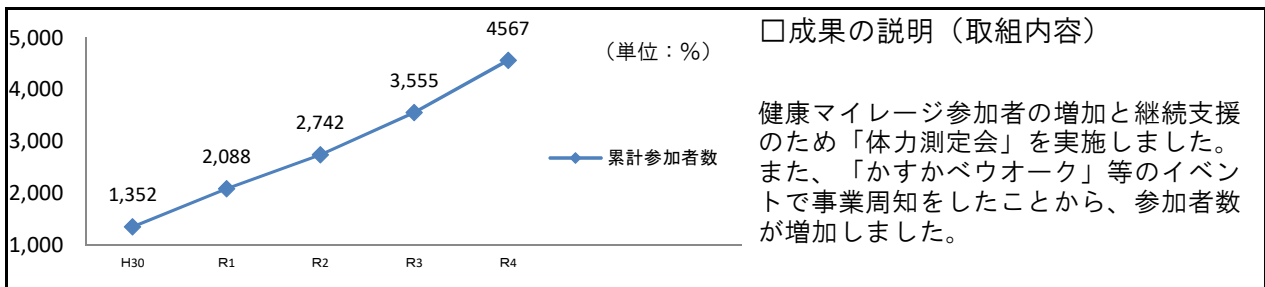 5,000
4,000
3,000
2,000
1,000
1,352
2,088
2,742
3,555
4567
H30
R1
R2
R3
R4
（単位：％）
累計参加者数
□成果の説明（取組内容）
健康マイレージ参加者の増加と継続支援
のため「体力測定会」を実施しました。
また、「かすかべウオーク」等のイベン
トで事業周知をしたことから、参加者数
が増加しました。